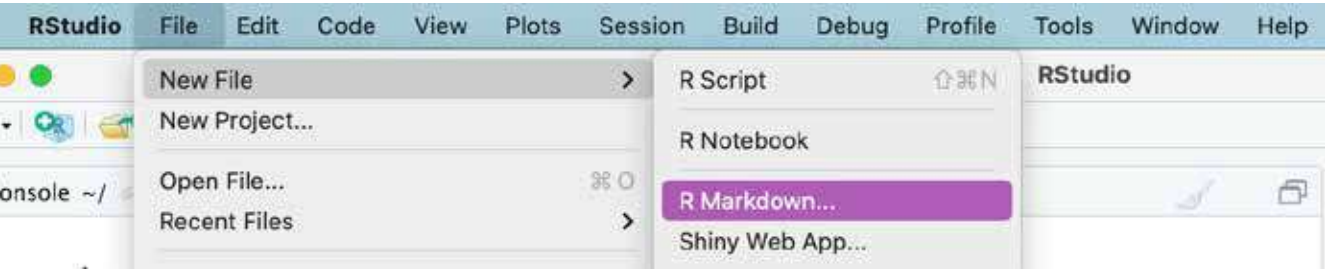 RStudio File Edit Code View Plots Session Build Debug Profile Tools Window Help
New File > R Script ⇧⌘N RStudio
New Project...
R Notebook
onsole ~/ Open File... ⌘O
R Markdown...
Recent Files >
Shiny Web App...